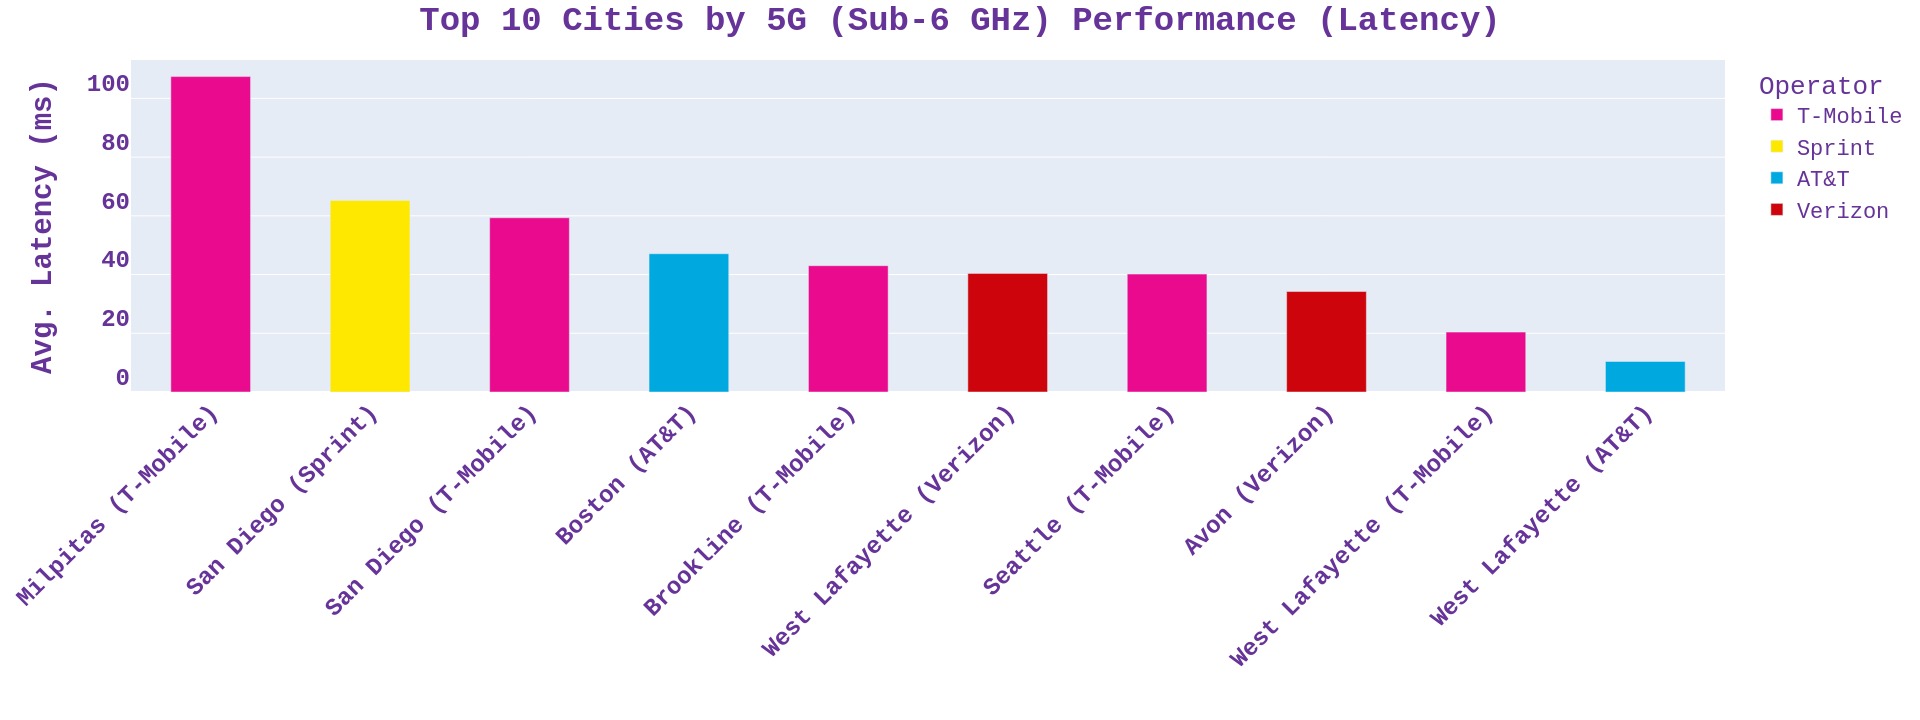 Top 10 Cities by 5G (Sub-6 GHz) Performance (Latency)
Avg. Latency (ms)
100
80
60
40
20
0
Milpitas (T-Mobile)
San Diego (Sprint)
San Diego (T-Mobile)
Boston (AT&T)
Brookline (T-Mobile)
West Lafayette (Verizon)
Seattle (T-Mobile)
Avon (Verizon)
West Lafayette (T-Mobile)
West Lafayette (AT&T)
Operator
T-Mobile
Sprint
AT&T
Verizon